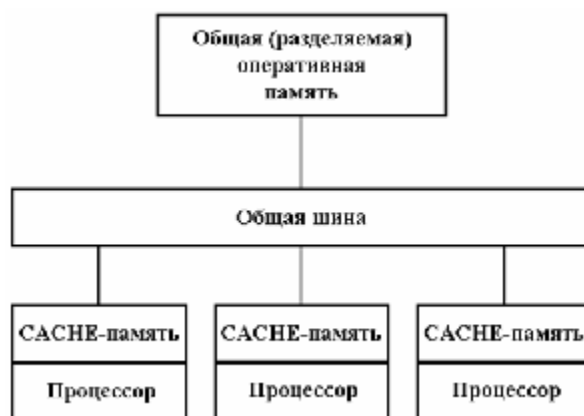 Общая (разделяемая)
оперативная
память
Общая шина
CACHE-память
CACHE-память
CACHE-память
Процессор
Процессор
Процессор